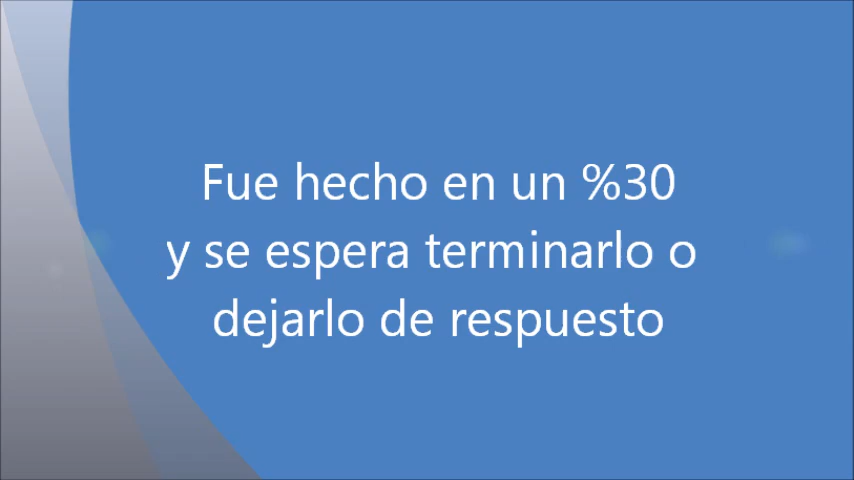 Fue hecho en un %30
y se espera terminarlo o
dejarlo de respuesto